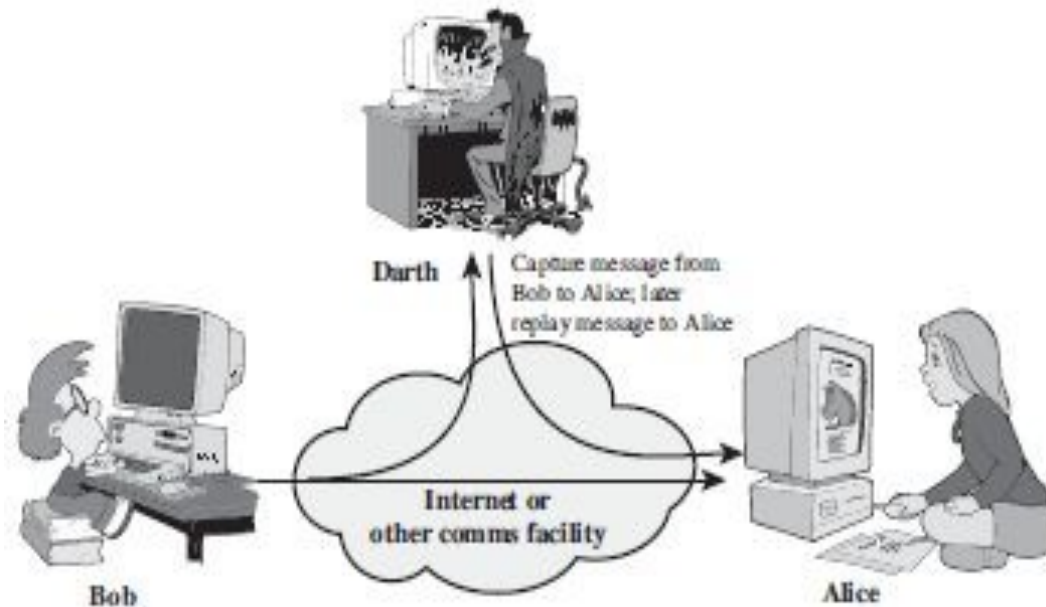 Darth
Capture message from
Bob to Alice; later
replay message to Alice
Internet or
other comms facility
Bob
Alice